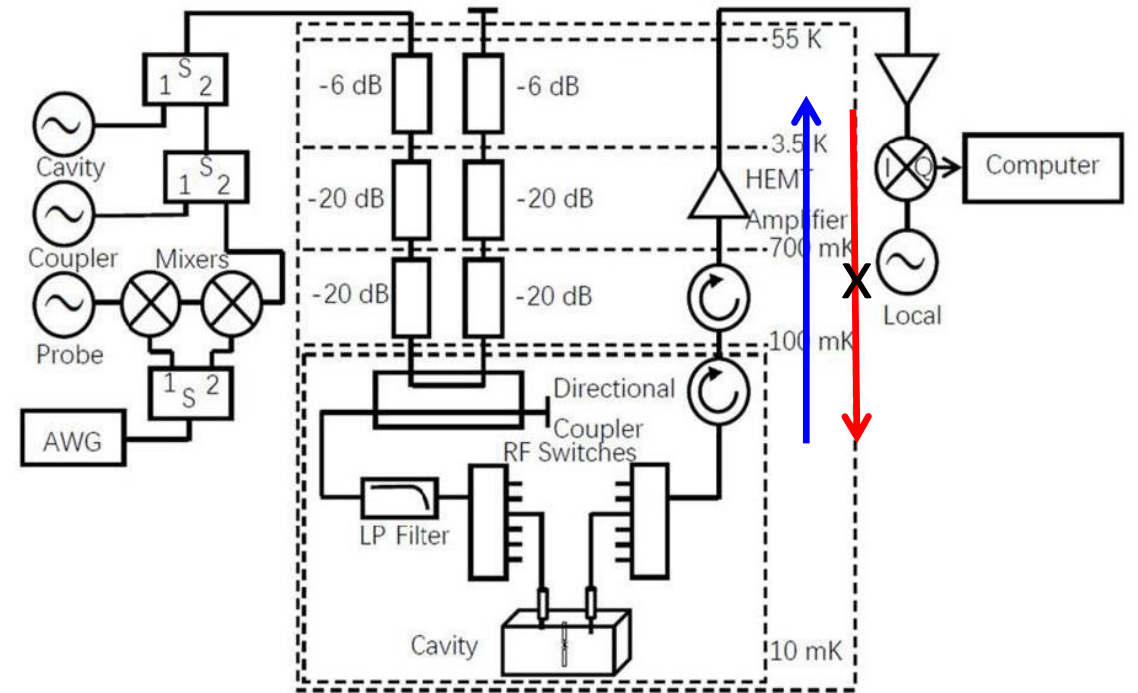 55 K
S
1 2
-6 dB
-6 dB
Cavity
3.5 K
I Q
Computer
S
1 2
HEMT
Amplifier
-20 dB
-20 dB
Coupler
Mixers
700 mK
X
-20 dB
-20 dB
Local
Probe
100 mK
1 2
S
Directional
Coupler
AWG
RF Switches
LP Filter
Cavity
10 mK